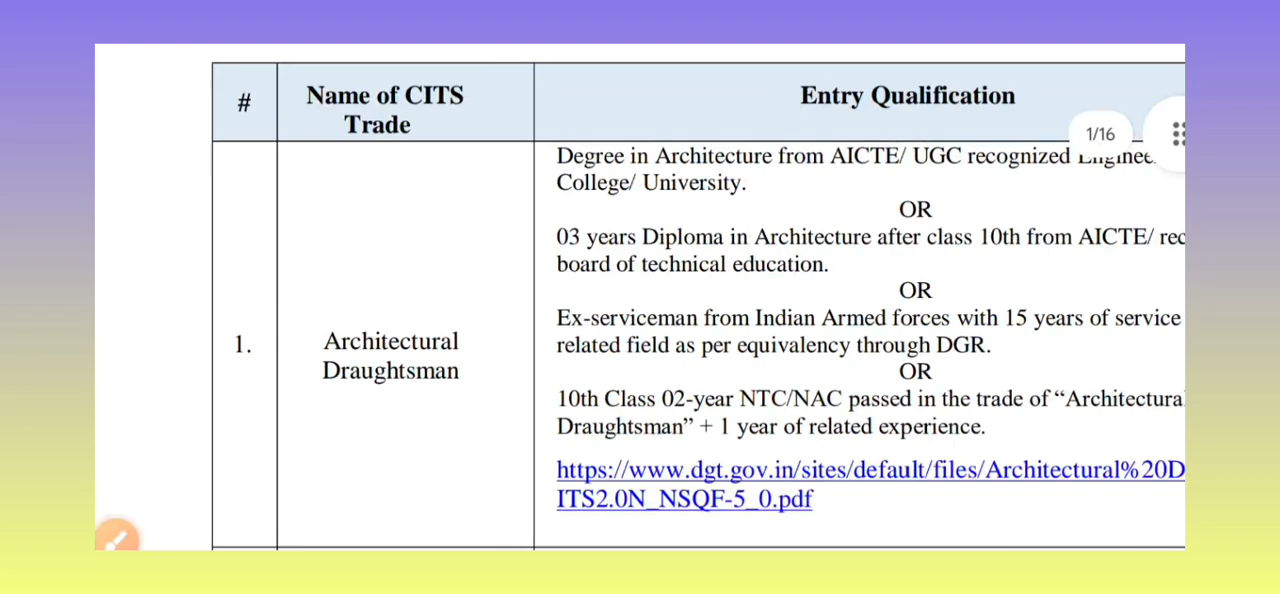 #
Name of CITS
Trade
Entry Qualification
1/16
Degree in Architecture from AICTE/ UGC recognized
College/ University.
OR
03 years Diploma in Architecture after class 10th from AICTE/ rec
board of technical education.
OR
Ex-serviceman from Indian Armed forces with 15 years of service
related field as per equivalency through DGR.
OR
1.
Architectural
Draughtsman
10th Class 02-year NTC/NAC passed in the trade of “Architectura
Draughtsman” + 1 year of related experience.
https://www.dgt.gov.in/sites/default/files/Architectural%20D
ITS2.0N_NSQF-5_0.pdf